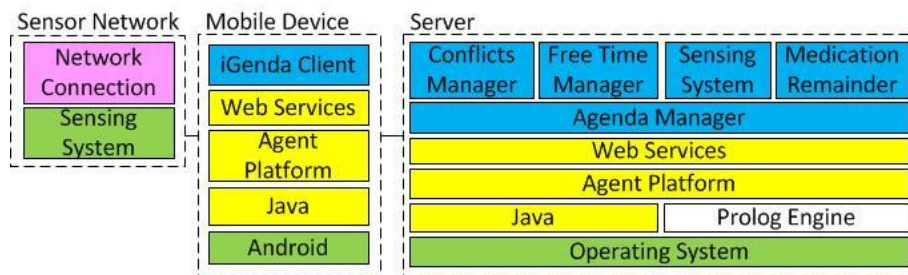 Sensor Network
Network
Connection
Sensing
System
Mobile Device
iGenda Client
Web Services
Agent
Platform
Java
Android
Server
Conflicts
Manager
Free Time
Manager
Sensing
System
Medication
Remainder
Agenda Manager
Web Services
Agent Platform
Java
Prolog Engine
Operating System